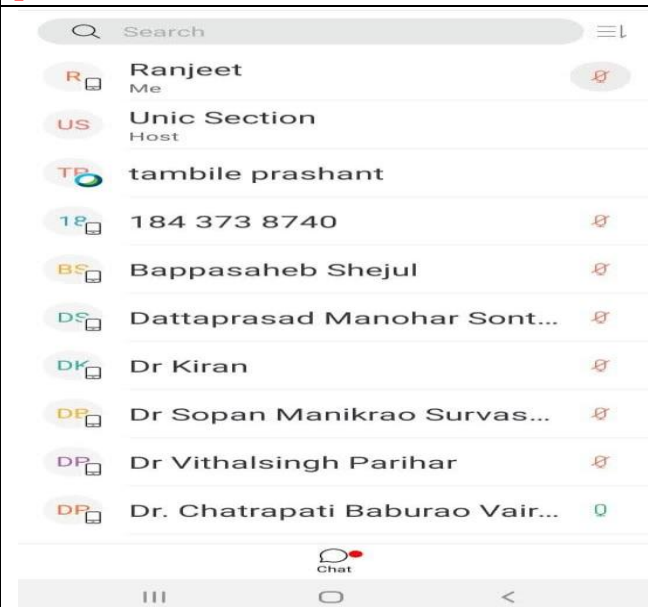 Search
R Ranjeet
Me
US Unic Section
Host
TP tambile prashant
18 184 373 8740
BS Bappasaheb Shejul
DS Dattaprasad Manohar Sont...
DK Dr Kiran
DP Dr Sopan Manikrao Survas...
DP Dr Vithalsingh Parihar
DP Dr. Chatrapati Baburao Vair...
Chat